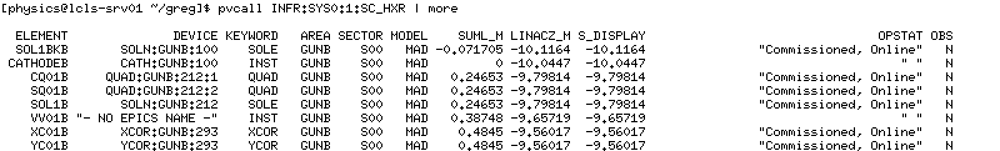 [physics@lcls-srv01 ~/greg]$ pvcall INFR:SYS0:1:SC_HXR | more
ELEMENT DEVICE KEYWORD AREA SECTOR MODEL SUML_M LINACZ_M S_DISPLAY OPSTAT OBS
SOL1BKB SOLN:GUNB:100 SOLE GUNB S00 MAD -0.071705 -10.1164 -10.1164 "Commissioned, Online" N
CATHODEB CATH:GUNB:100 INST GUNB S00 MAD 0 -10.0447 -10.0447 " " N
CQ01B QUAD:GUNB:212:1 QUAD GUNB S00 MAD 0.24653 -9.79814 -9.79814 "Commissioned, Online" N
SQ01B QUAD:GUNB:212:2 QUAD GUNB S00 MAD 0.24653 -9.79814 -9.79814 "Commissioned, Online" N
SOL1B SOLN:GUNB:212 SOLE GUNB S00 MAD 0.24653 -9.79814 -9.79814 "Commissioned, Online" N
VV01B "- NO EPICS NAME -" INST GUNB S00 MAD 0.38748 -9.65719 -9.65719 " " N
XC01B XCOR:GUNB:293 XCOR GUNB S00 MAD 0.4845 -9.56017 -9.56017 "Commissioned, Online" N
YC01B YCOR:GUNB:293 YCOR GUNB S00 MAD 0.4845 -9.56017 -9.56017 "Commissioned, Online" N